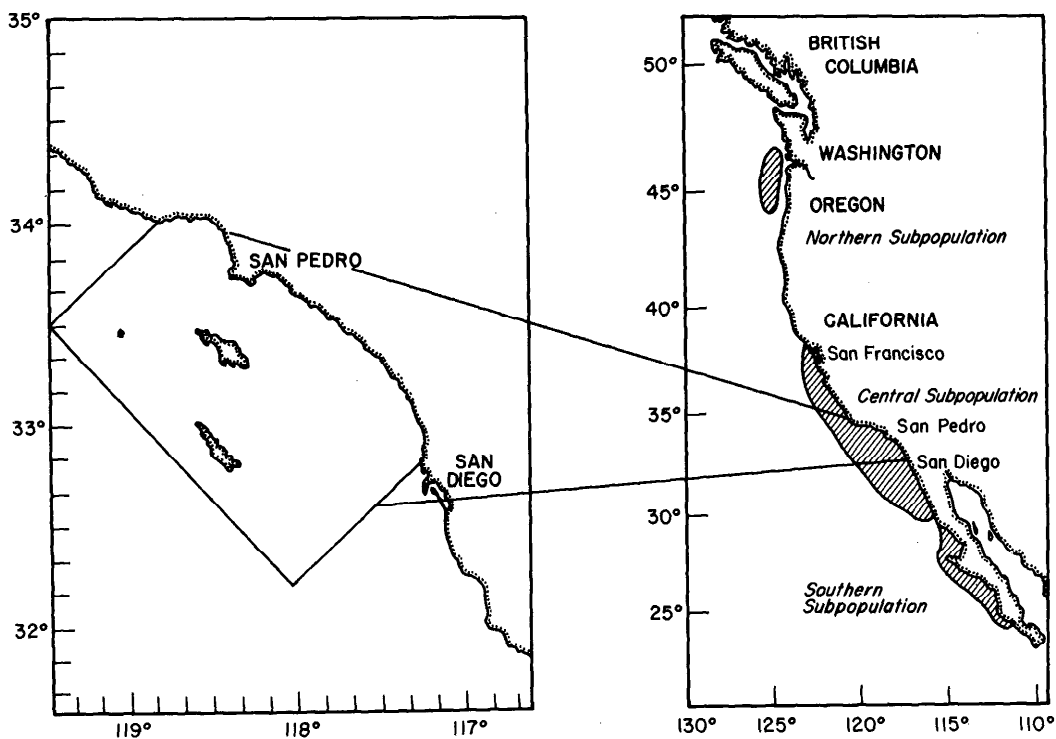 35°
34°
33°
32°
119°
118°
117°
SAN PEDRO
SAN
DIEGO
50°
45°
40°
35°
30°
25°
130°
125°
120°
115°
110°
BRITISH
COLUMBIA
WASHINGTON
OREGON
Northern Subpopulation
CALIFORNIA
San Francisco
Central Subpopulation
San Pedro
San Diego
Southern
Subpopulation